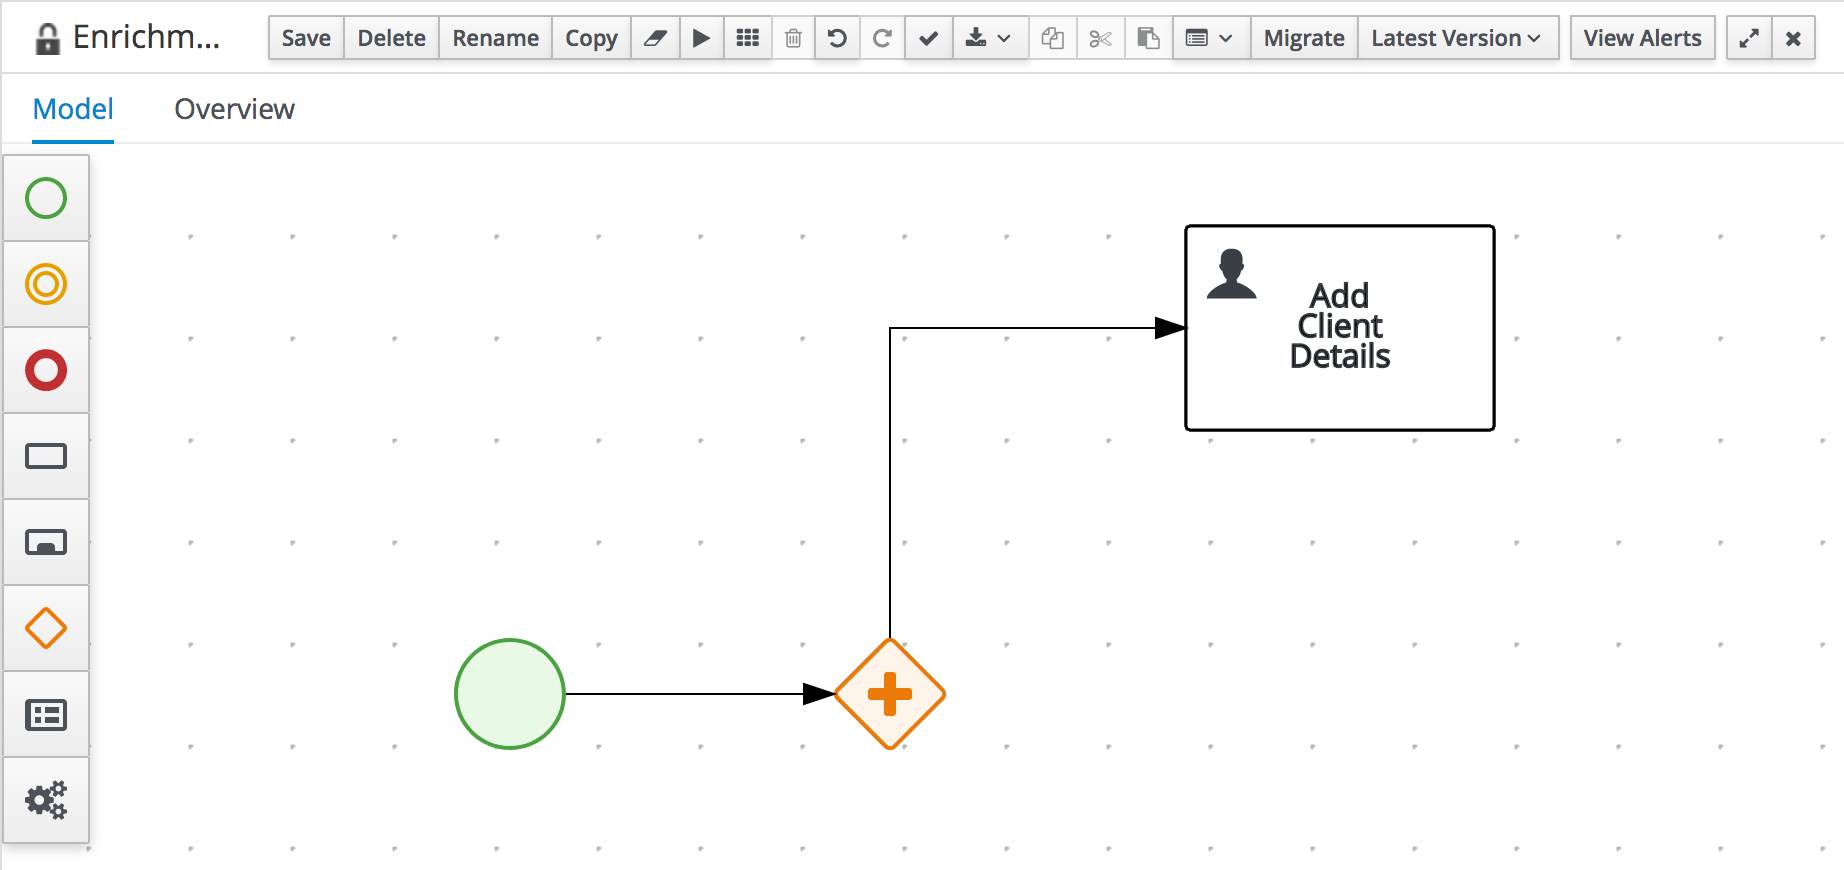 Enrichm...
Save Delete Rename Copy Migrate Latest Version View Alerts
Model Overview
Add
Client
Details